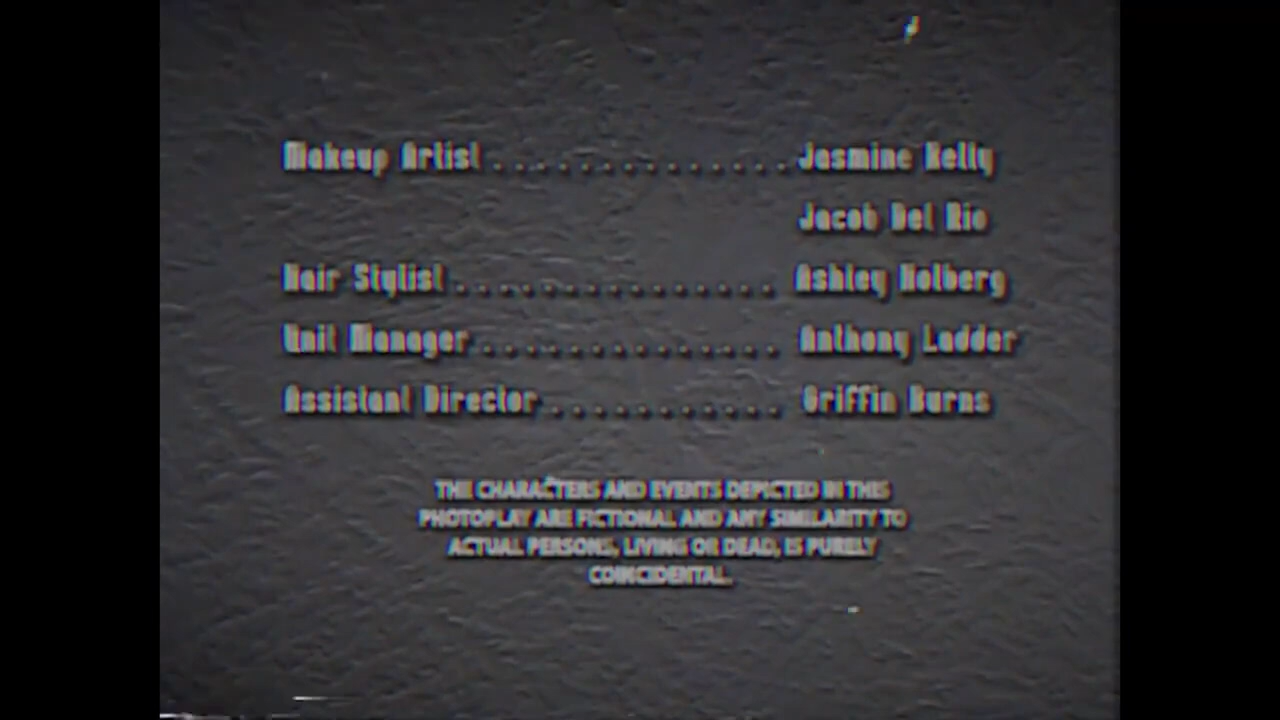 Makeup Artist.............Jasmine Kelly
Jacob Del Rio
Hair Stylist.............. Ashley Holberg
Unit Manager............. Anthony Ladder
Assistant Director........... Griffin Burns
THE CHARACTERS AND EVENTS DEPICTED IN THIS
PHOTOPLAY ARE FICTIONAL AND ANY SIMILARITY TO
ACTUAL PERSONS, LIVING OR DEAD, IS PURELY
COINCIDENTAL.